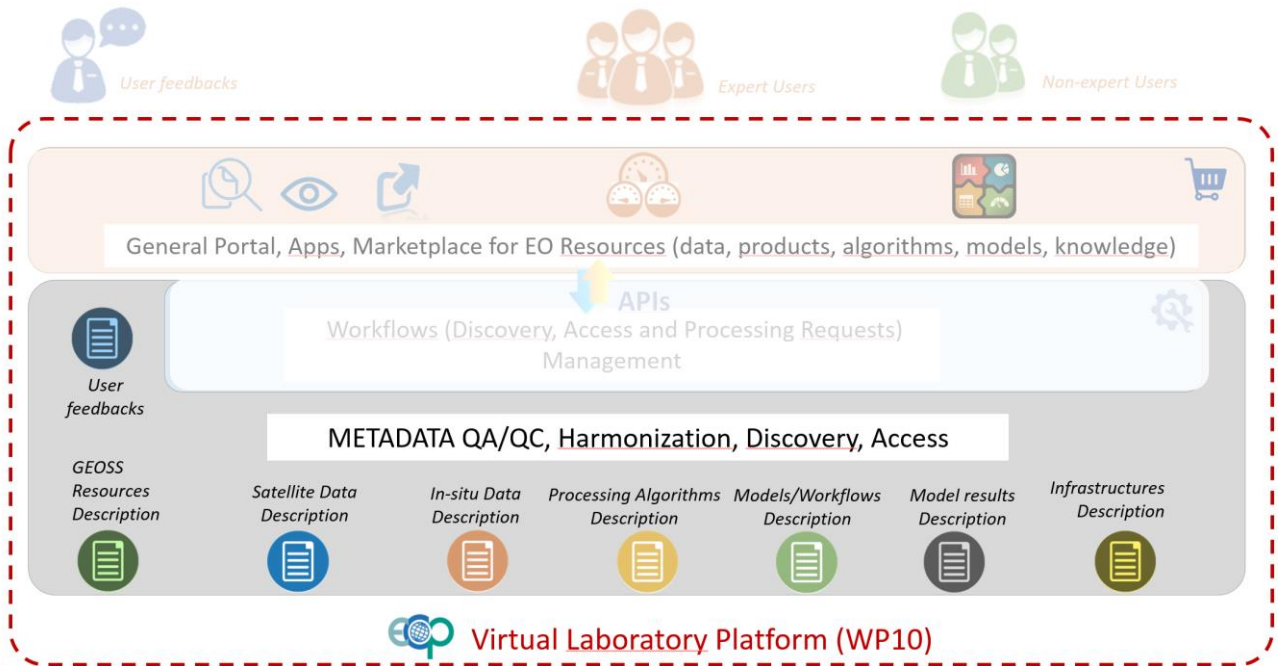 User feedbacks
Expert Users
Non-expert Users
General Portal, Apps, Marketplace for EO Resources (data, products, algorithms, models, knowledge)
APIs
Workflows (Discovery, Access and Processing Requests)
Management
User
feedbacks
METADATA QA/QC, Harmonization, Discovery, Access
GEOSS
Resources
Description
Satellite Data
Description
In-situ Data
Description
Processing Algorithms
Description
Models/Workflows
Description
Model results
Description
Infrastructures
Description
ecp Virtual Laboratory Platform (WP10)